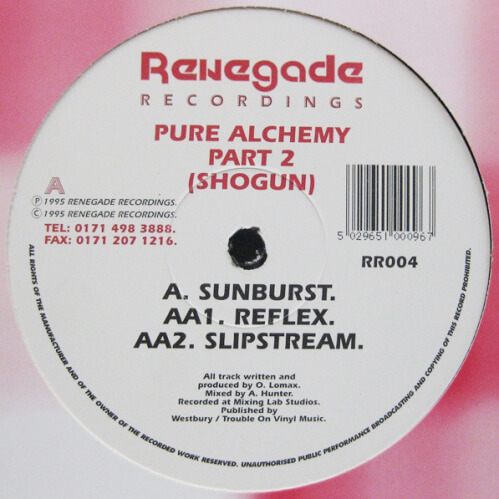 Renegade
RECORDINGS
PURE ALCHEMY
PART 2
(SHOGUN)
A
℗ 1995 RENEGADE RECORDINGS.
© 1995 RENEGADE RECORDINGS.
TEL: 0171 498 3888.
FAX: 0171 207 1216.
5 029651 000967
RR004
A. SUNBURST.
AA1. REFLEX.
AA2. SLIPSTREAM.
All track written and
produced by O. Lomax.
Mixed by A. Hunter.
Recorded at Mixing Lab Studios.
Published by
Westbury / Trouble On Vinyl Music.
ALL RIGHTS OF THE MANUFACTURER AND OF THE OWNER OF THE RECORDED WORK RESERVED. UNAUTHORISED PUBLIC PERFORMANCE BROADCASTING AND COPYING OF THIS RECORD PROHIBITED.